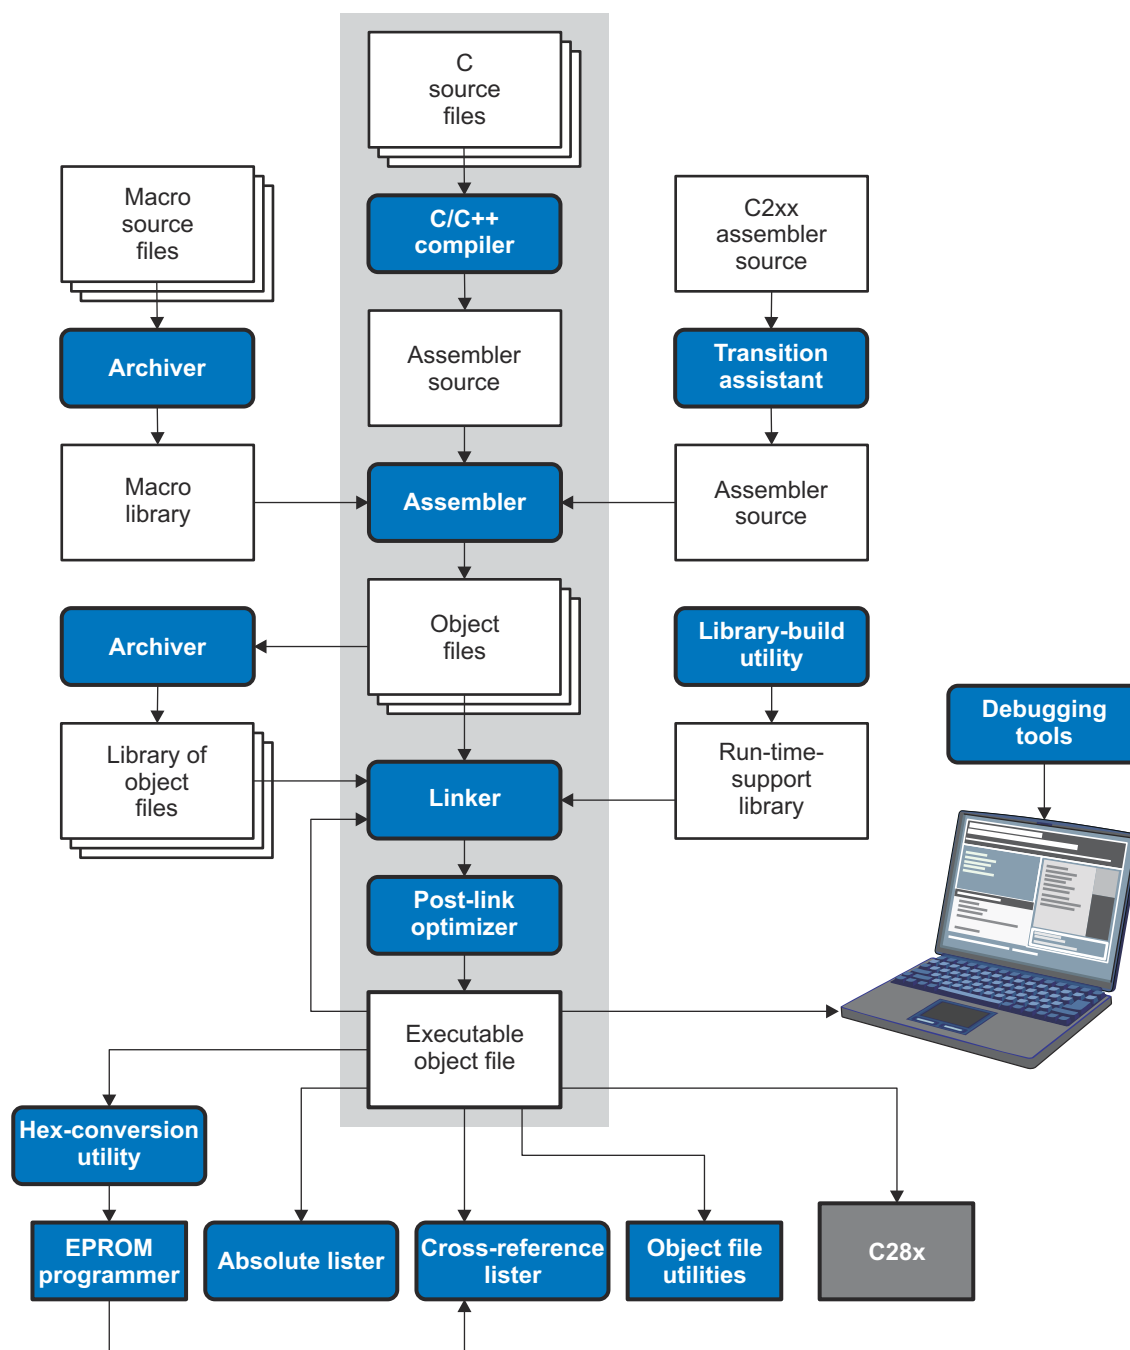 C
source
files
Macro
source
files
C/C++
compiler
C2xx
assembler
source
Archiver
Assembler
source
Transition
assistant
Macro
library
Assembler
Assembler
source
Archiver
Object
files
Library-build
utility
Library of
object
files
Linker
Run-time-
support
library
Debugging
tools
Post-link
optimizer
Executable
object file
Hex-conversion
utility
EPROM
programmer
Absolute lister
Cross-reference
lister
Object file
utilities
C28x